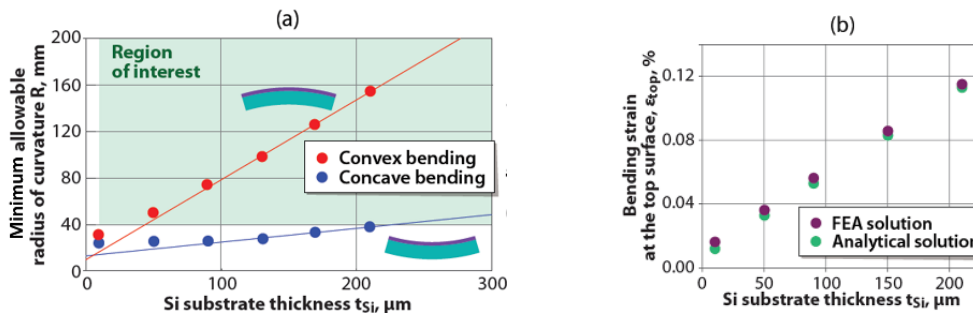 (a)
Minimum allowable
radius of curvature R, mm
200
160
120
80
40
0
Region
of interest
Convex bending
Concave bending
0 100 200 300
Si substrate thickness tSi, μm
(b)
Bending strain
at the top surface, εtop, %
0.12
0.08
0.04
0.00
FEA solution
Analytical solution
0 50 100 150 200
Si substrate thickness tSi, μm